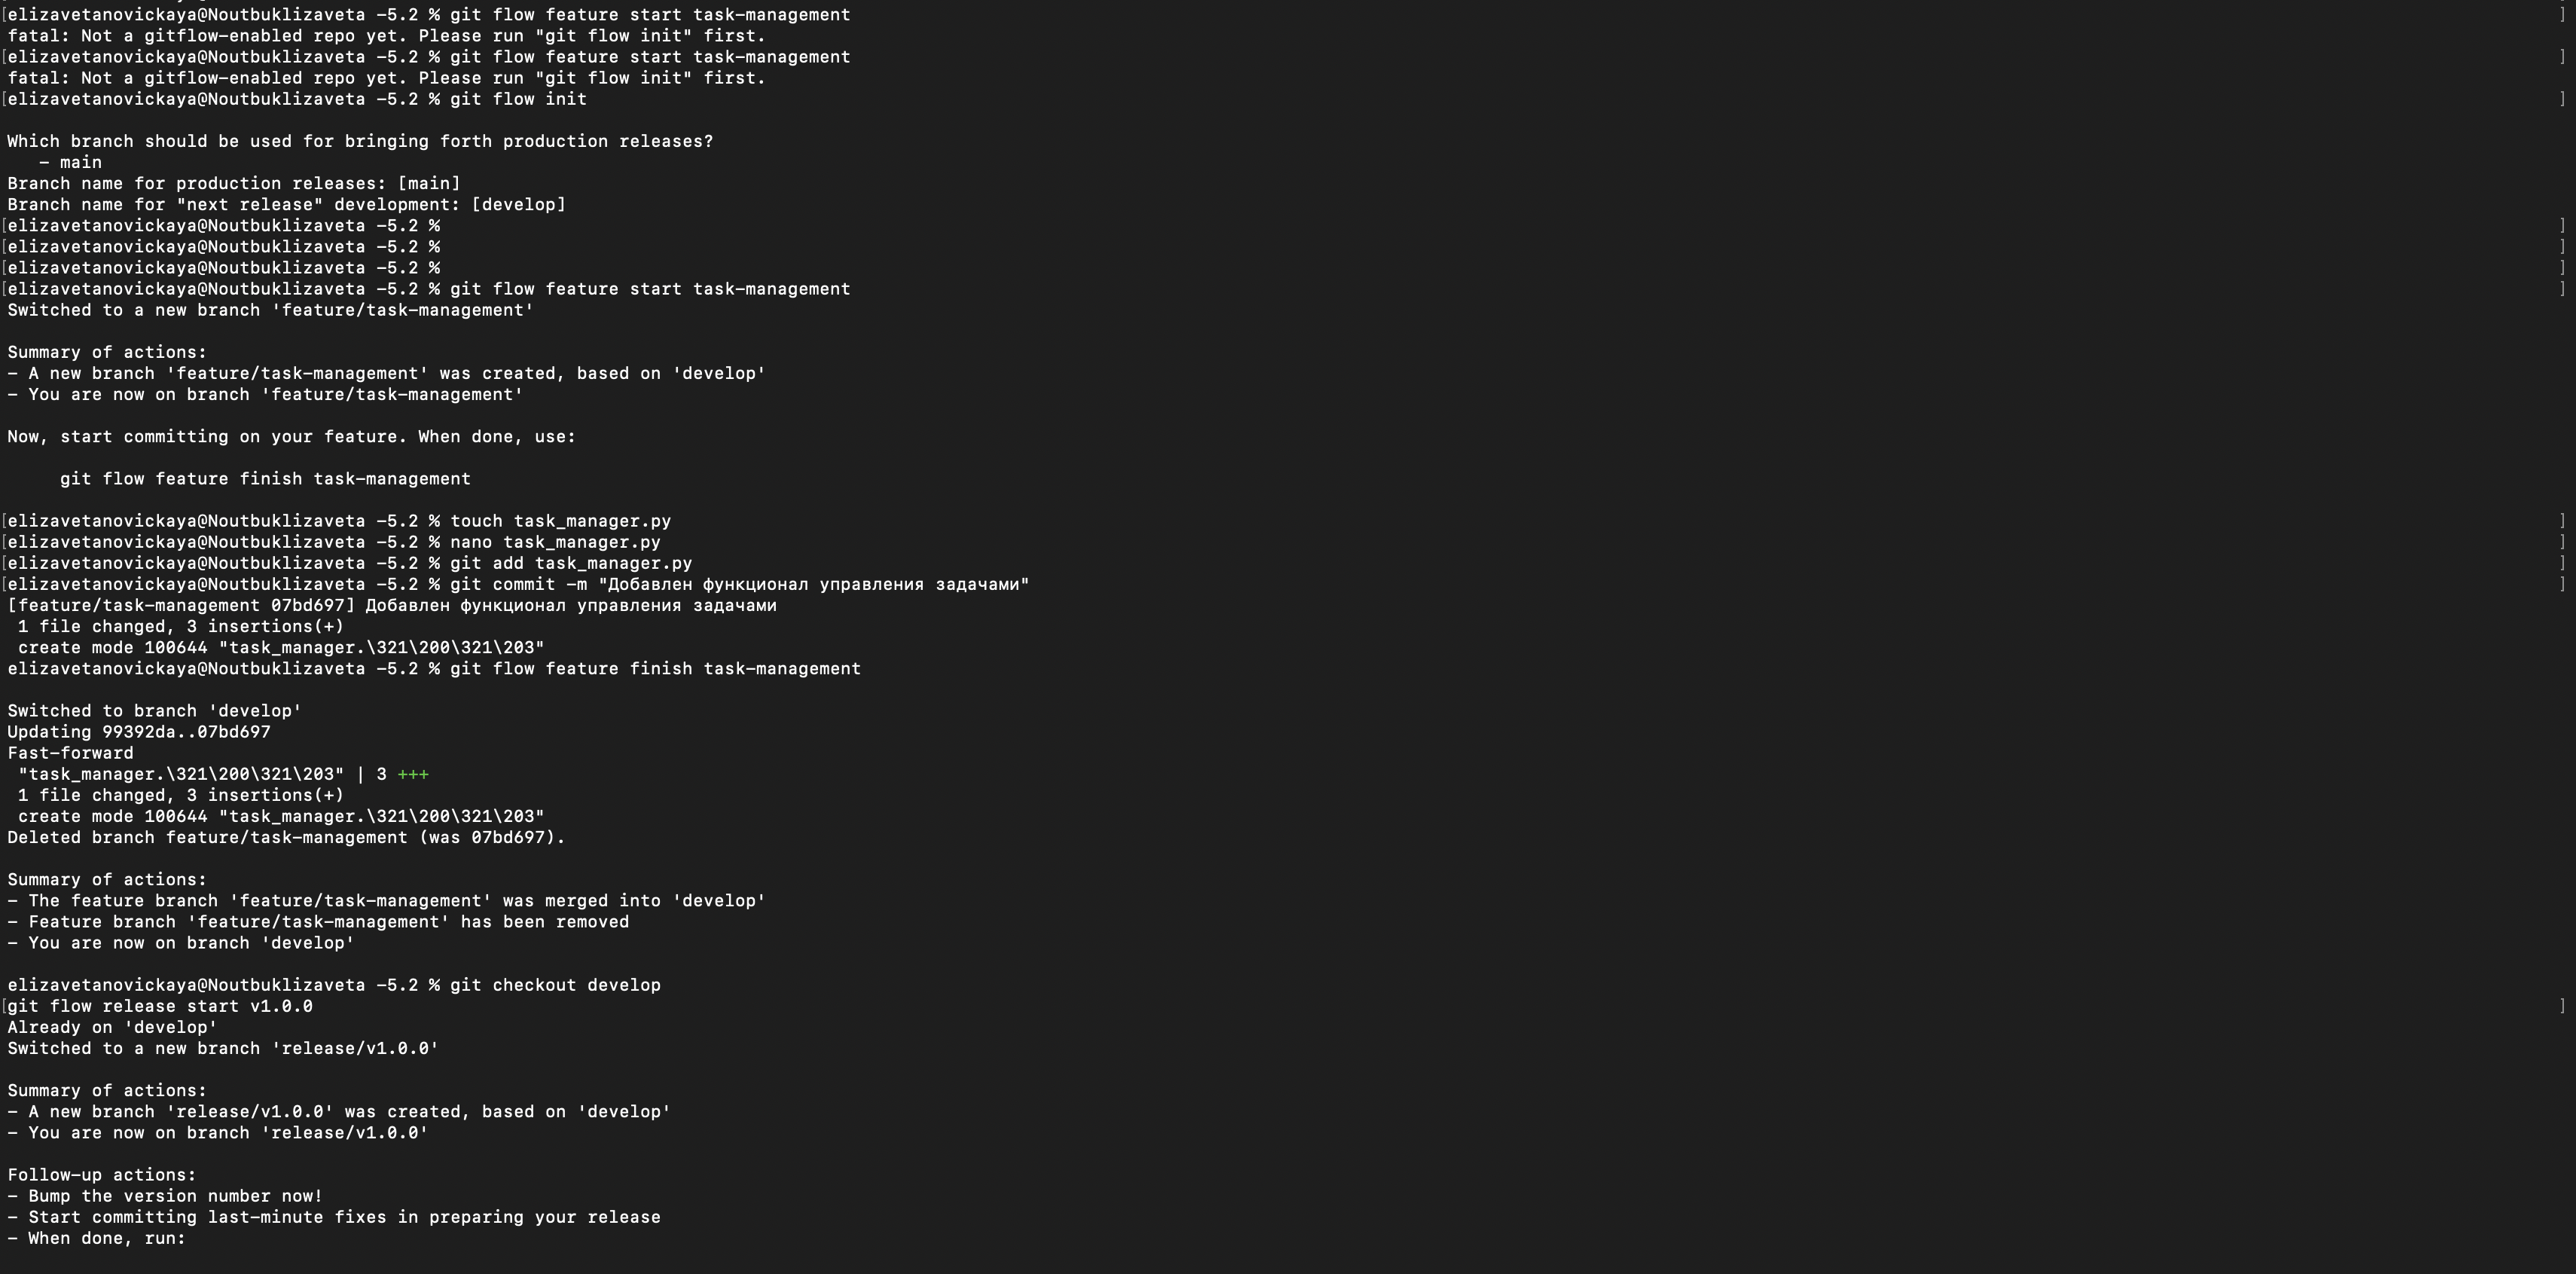 [elizavetanovickaya@Noutbuklizaveta -5.2 % git flow feature start task-management ]
fatal: Not a gitflow-enabled repo yet. Please run "git flow init" first.
[elizavetanovickaya@Noutbuklizaveta -5.2 % git flow feature start task-management ]
fatal: Not a gitflow-enabled repo yet. Please run "git flow init" first.
[elizavetanovickaya@Noutbuklizaveta -5.2 % git flow init ]
Which branch should be used for bringing forth production releases?
- main
Branch name for production releases: [main]
Branch name for "next release" development: [develop]
[elizavetanovickaya@Noutbuklizaveta -5.2 % ]
[elizavetanovickaya@Noutbuklizaveta -5.2 % ]
[elizavetanovickaya@Noutbuklizaveta -5.2 % ]
[elizavetanovickaya@Noutbuklizaveta -5.2 % git flow feature start task-management ]
Switched to a new branch 'feature/task-management'
Summary of actions:
- A new branch 'feature/task-management' was created, based on 'develop'
- You are now on branch 'feature/task-management'
Now, start committing on your feature. When done, use:
git flow feature finish task-management
[elizavetanovickaya@Noutbuklizaveta -5.2 % touch task_manager.py ]
[elizavetanovickaya@Noutbuklizaveta -5.2 % nano task_manager.ру ]
[elizavetanovickaya@Noutbuklizaveta -5.2 % git add task_manager.ру ]
[elizavetanovickaya@Noutbuklizaveta -5.2 % git commit -m "Добавлен функционал управления задачами" ]
[feature/task-management 07bd697] Добавлен функционал управления задачами
1 file changed, 3 insertions(+)
create mode 100644 "task_manager.\321\200\321\203"
elizavetanovickaya@Noutbuklizaveta -5.2 % git flow feature finish task-management
Switched to branch 'develop'
Updating 99392da..07bd697
Fast-forward
"task_manager.\321\200\321\203" | 3 +++
1 file changed, 3 insertions(+)
create mode 100644 "task_manager.\321\200\321\203"
Deleted branch feature/task-management (was 07bd697).
Summary of actions:
- The feature branch 'feature/task-management' was merged into 'develop'
- Feature branch 'feature/task-management' has been removed
- You are now on branch 'develop'
elizavetanovickaya@Noutbuklizaveta -5.2 % git checkout develop
[git flow release start v1.0.0 ]
Already on 'develop'
Switched to a new branch 'release/v1.0.0'
Summary of actions:
- A new branch 'release/v1.0.0' was created, based on 'develop'
- You are now on branch 'release/v1.0.0'
Follow-up actions:
- Bump the version number now!
- Start committing last-minute fixes in preparing your release
- When done, run: